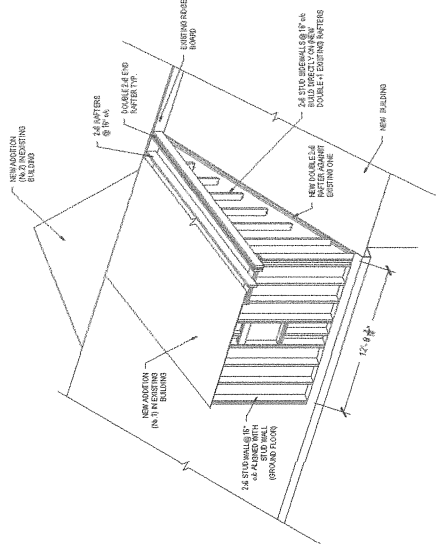 NEW ADDITION
(No.2) IN EXISTING
BUILDING
2x6 RAFTERS
@ 16" o/c
DOUBLE 2x6 END
RAFTER TYP.
EXISTING RIDGE
BOARD
NEW ADDITION
(No.1) IN EXISTING
BUILDING
2x6 STUD SIDEWALLS @ 16" o/c
BUILD DIRECTLY ON (NEW
DOUBLE +1 EXISTING RAFTERS
NEW DOUBLE 2x6
RAFTER AGAINST
EXISTING ONE
NEW BUILDING
2x6 STUD WALL @ 16"
o/c ALIGNED WITH
STUD WALL
(GROUND FLOOR)